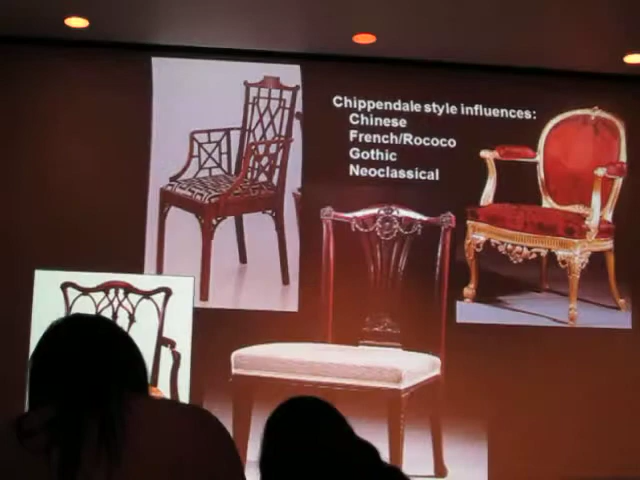 Chippendale style influences:
Chinese
French/Rococo
Gothic
Neoclassical